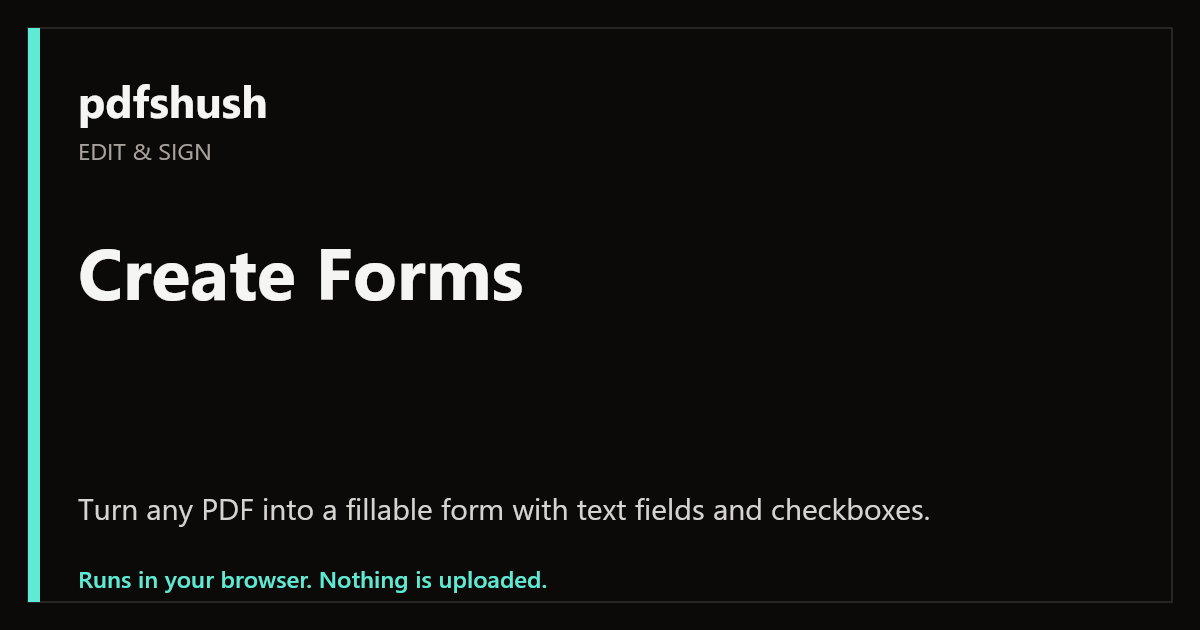 pdfshush
EDIT & SIGN
Create Forms
Turn any PDF into a fillable form with text fields and checkboxes.
Runs in your browser. Nothing is uploaded.